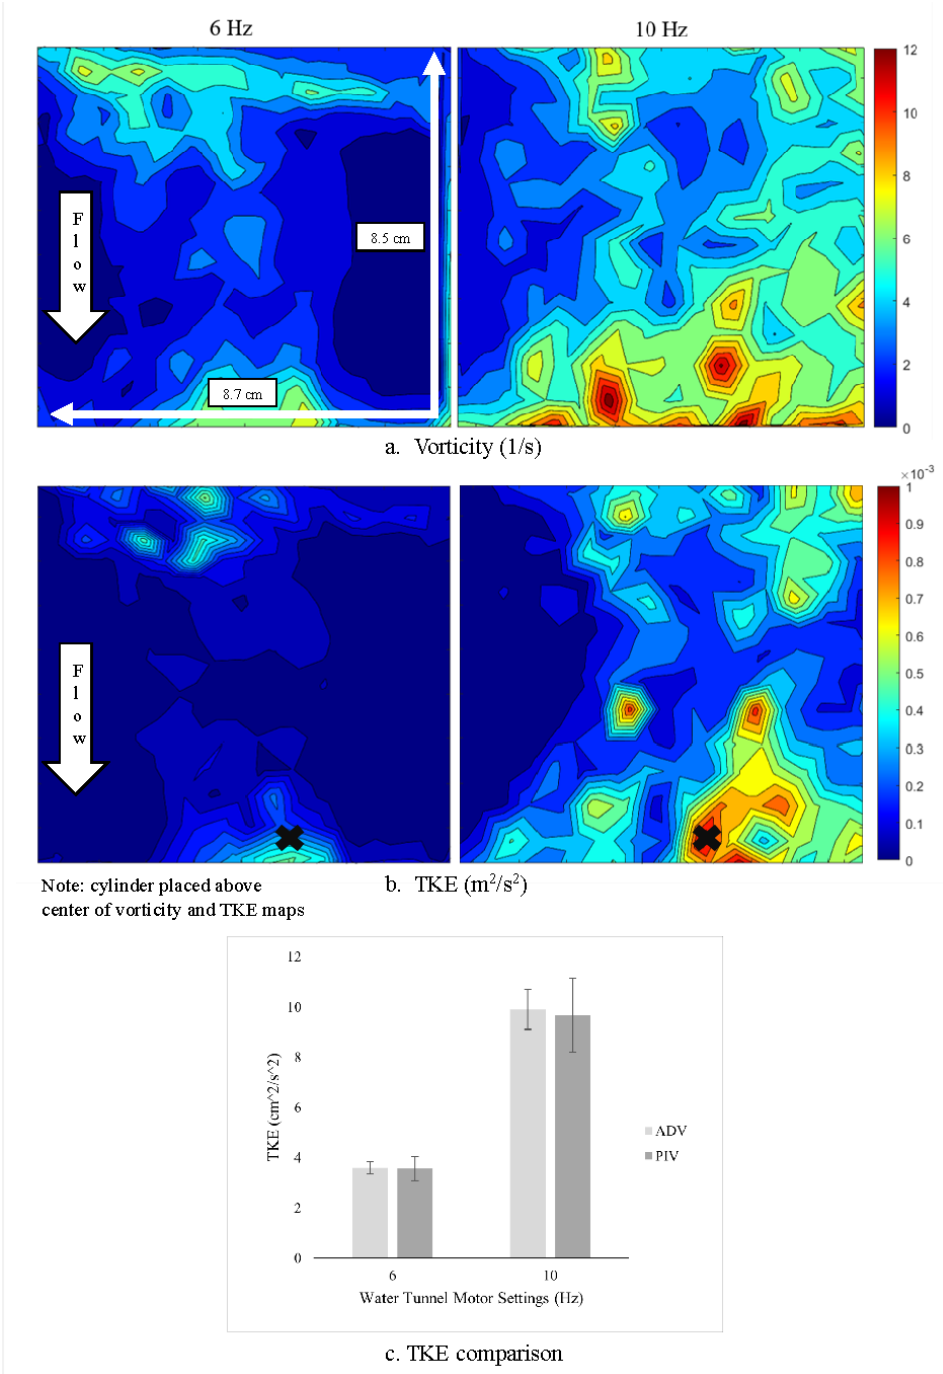 6 Hz
10 Hz
12
10
8
6
4
2
0
F
l
o
w
8.5 cm
8.7 cm
a. Vorticity (1/s)
×10-3
1
0.9
0.8
0.7
0.6
0.5
0.4
0.3
0.2
0.1
0
F
l
o
w
b. TKE (m2/s2)
Note: cylinder placed above
center of vorticity and TKE maps
12
10
8
6
4
2
0
TKE (cm^2/s^2)
ADV
PIV
6
10
Water Tunnel Motor Settings (Hz)
c. TKE comparison